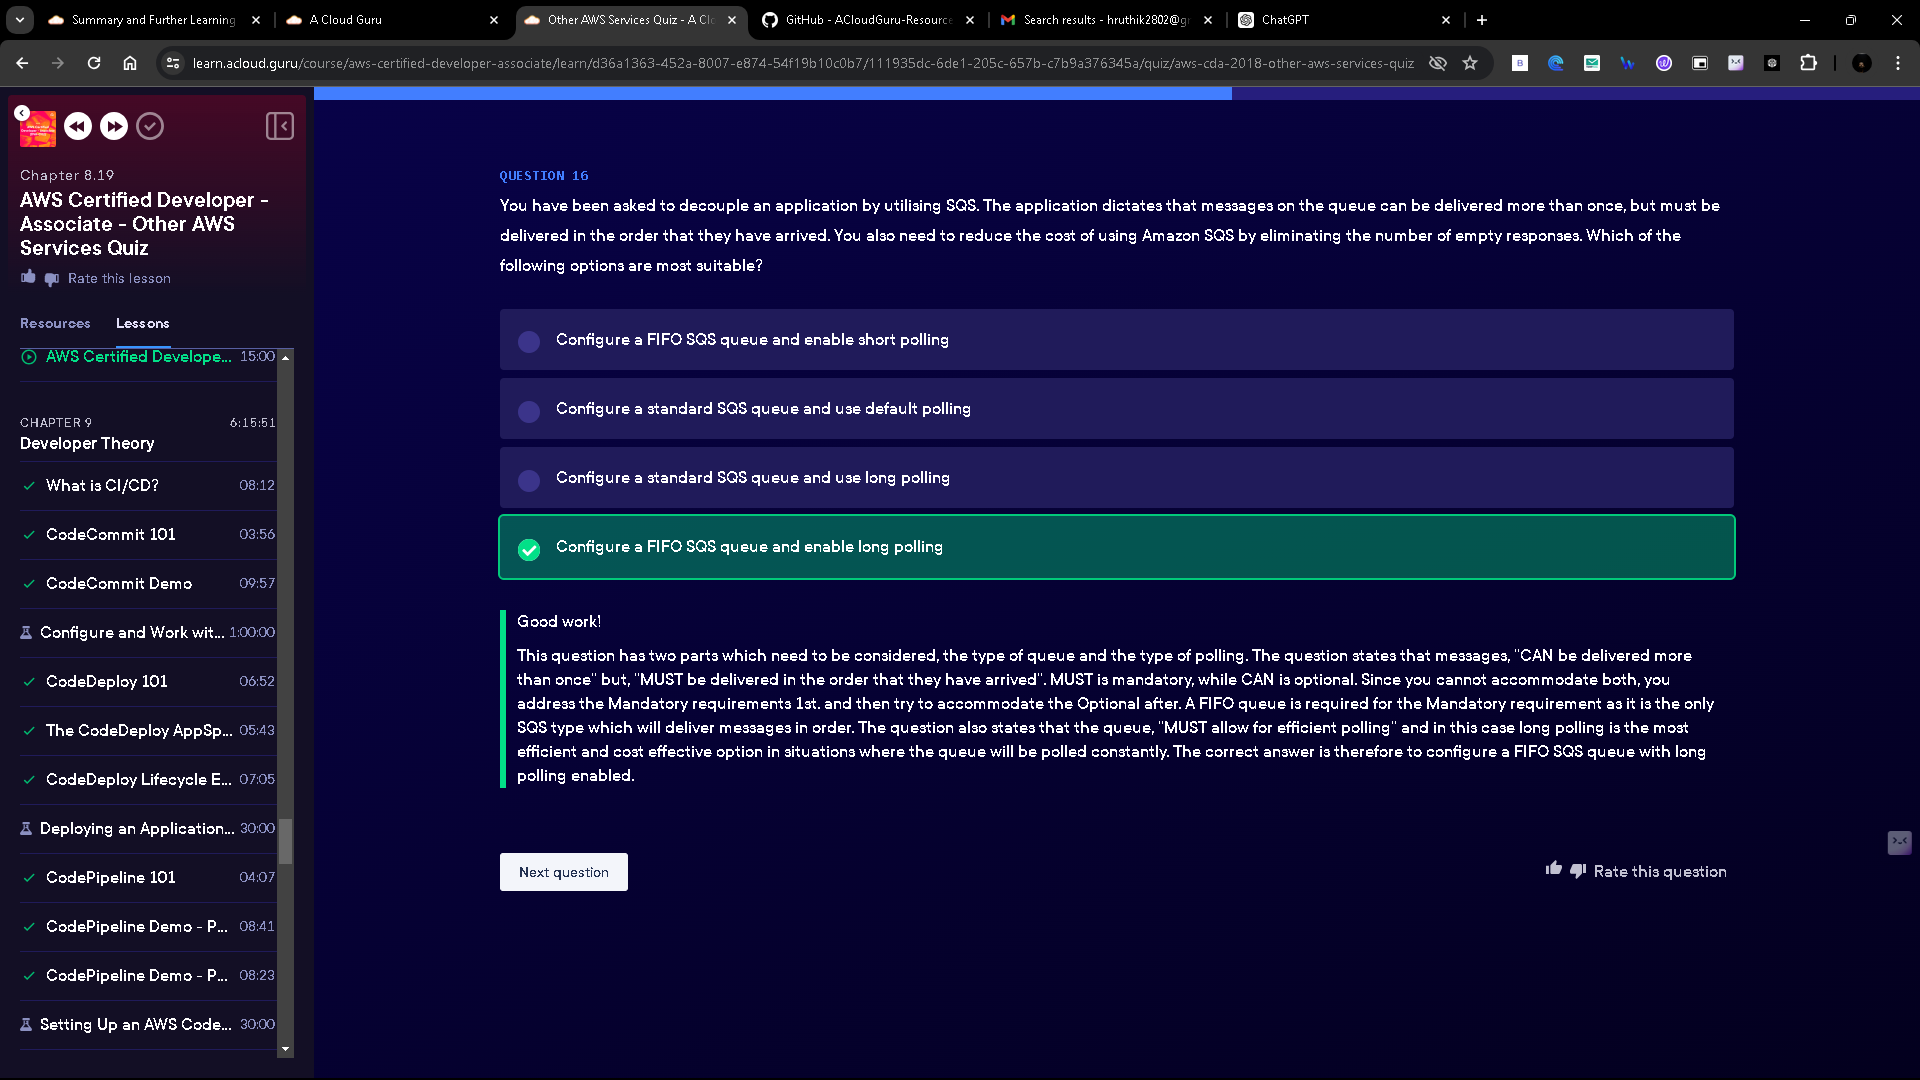 Summary and Further Learning
A Cloud Guru
Other AWS Services Quiz - A Clo
GitHub - ACloudGuru-Resource
Search results - hruthik2802@gr
ChatGPT
learn.acloud.guru/course/aws-certified-developer-associate/learn/d36a1363-452a-8007-e874-54f19b10c0b7/111935dc-6de1-205c-657b-c7b9a376345a/quiz/aws-cda-2018-other-aws-services-quiz
Chapter 8.19
AWS Certified Developer -
Associate - Other AWS
Services Quiz
Rate this lesson
Resources
Lessons
AWS Certified Develope... 15:00
CHAPTER 9 6:15:51
Developer Theory
What is CI/CD? 08:12
CodeCommit 101 03:56
CodeCommit Demo 09:57
Configure and Work wit... 1:00:00
CodeDeploy 101 06:52
The CodeDeploy AppSp... 05:43
CodeDeploy Lifecycle E... 07:05
Deploying an Application... 30:00
CodePipeline 101 04:07
CodePipeline Demo - P... 08:41
CodePipeline Demo - P... 08:23
Setting Up an AWS Code... 30:00
QUESTION 16
You have been asked to decouple an application by utilising SQS. The application dictates that messages on the queue can be delivered more than once, but must be
delivered in the order that they have arrived. You also need to reduce the cost of using Amazon SQS by eliminating the number of empty responses. Which of the
following options are most suitable?
Configure a FIFO SQS queue and enable short polling
Configure a standard SQS queue and use default polling
Configure a standard SQS queue and use long polling
Configure a FIFO SQS queue and enable long polling
Good work!
This question has two parts which need to be considered, the type of queue and the type of polling. The question states that messages, "CAN be delivered more
than once" but, "MUST be delivered in the order that they have arrived". MUST is mandatory, while CAN is optional. Since you cannot accommodate both, you
address the Mandatory requirements 1st. and then try to accommodate the Optional after. A FIFO queue is required for the Mandatory requirement as it is the only
SQS type which will deliver messages in order. The question also states that the queue, "MUST allow for efficient polling" and in this case long polling is the most
efficient and cost effective option in situations where the queue will be polled constantly. The correct answer is therefore to configure a FIFO SQS queue with long
polling enabled.
Next question
Rate this question